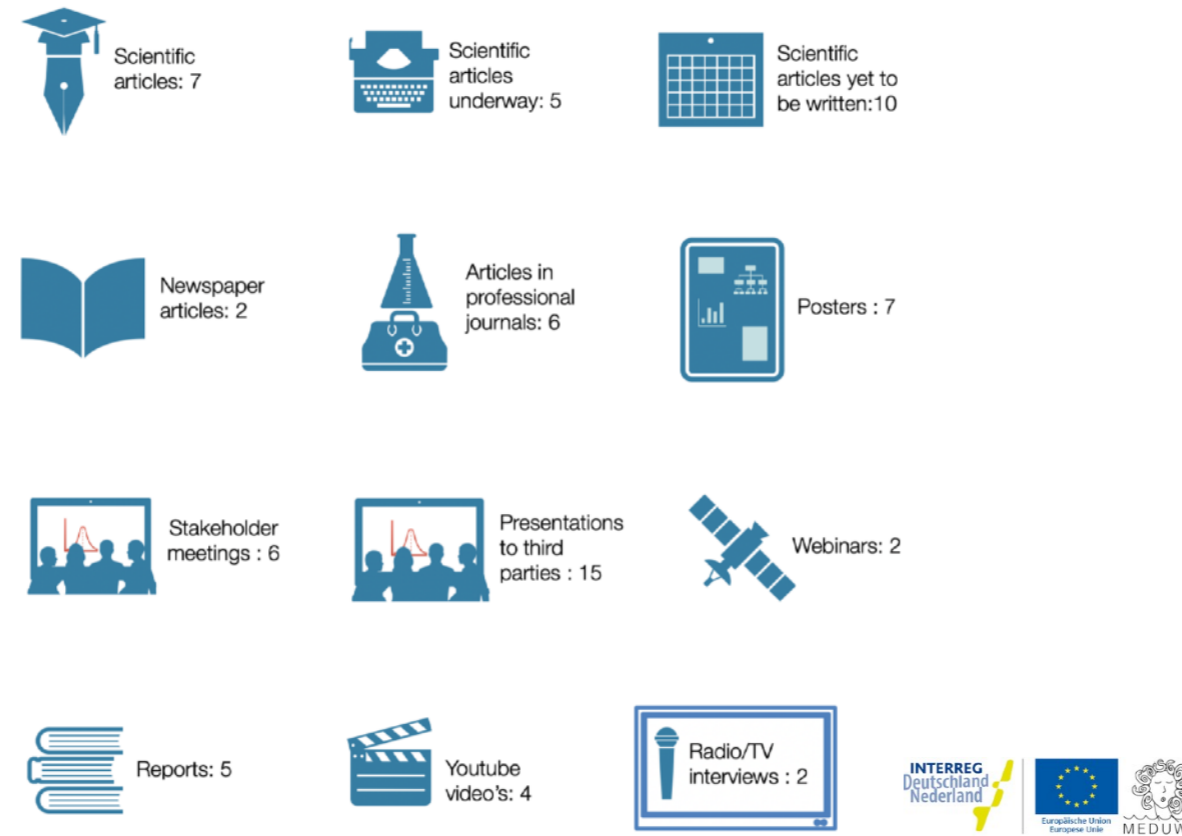 Scientific
articles: 7
Scientific
articles
underway: 5
Scientific
articles yet to
be written:10
Newspaper
articles: 2
Articles in
professional
journals: 6
Posters : 7
Stakeholder
meetings : 6
Presentations
to third
parties : 15
Webinars: 2
Reports: 5
Youtube
video's: 4
Radio/TV
interviews : 2
INTERREG
Deutschland
Nederland
Europäische Union
Europese Unie
MEDUW